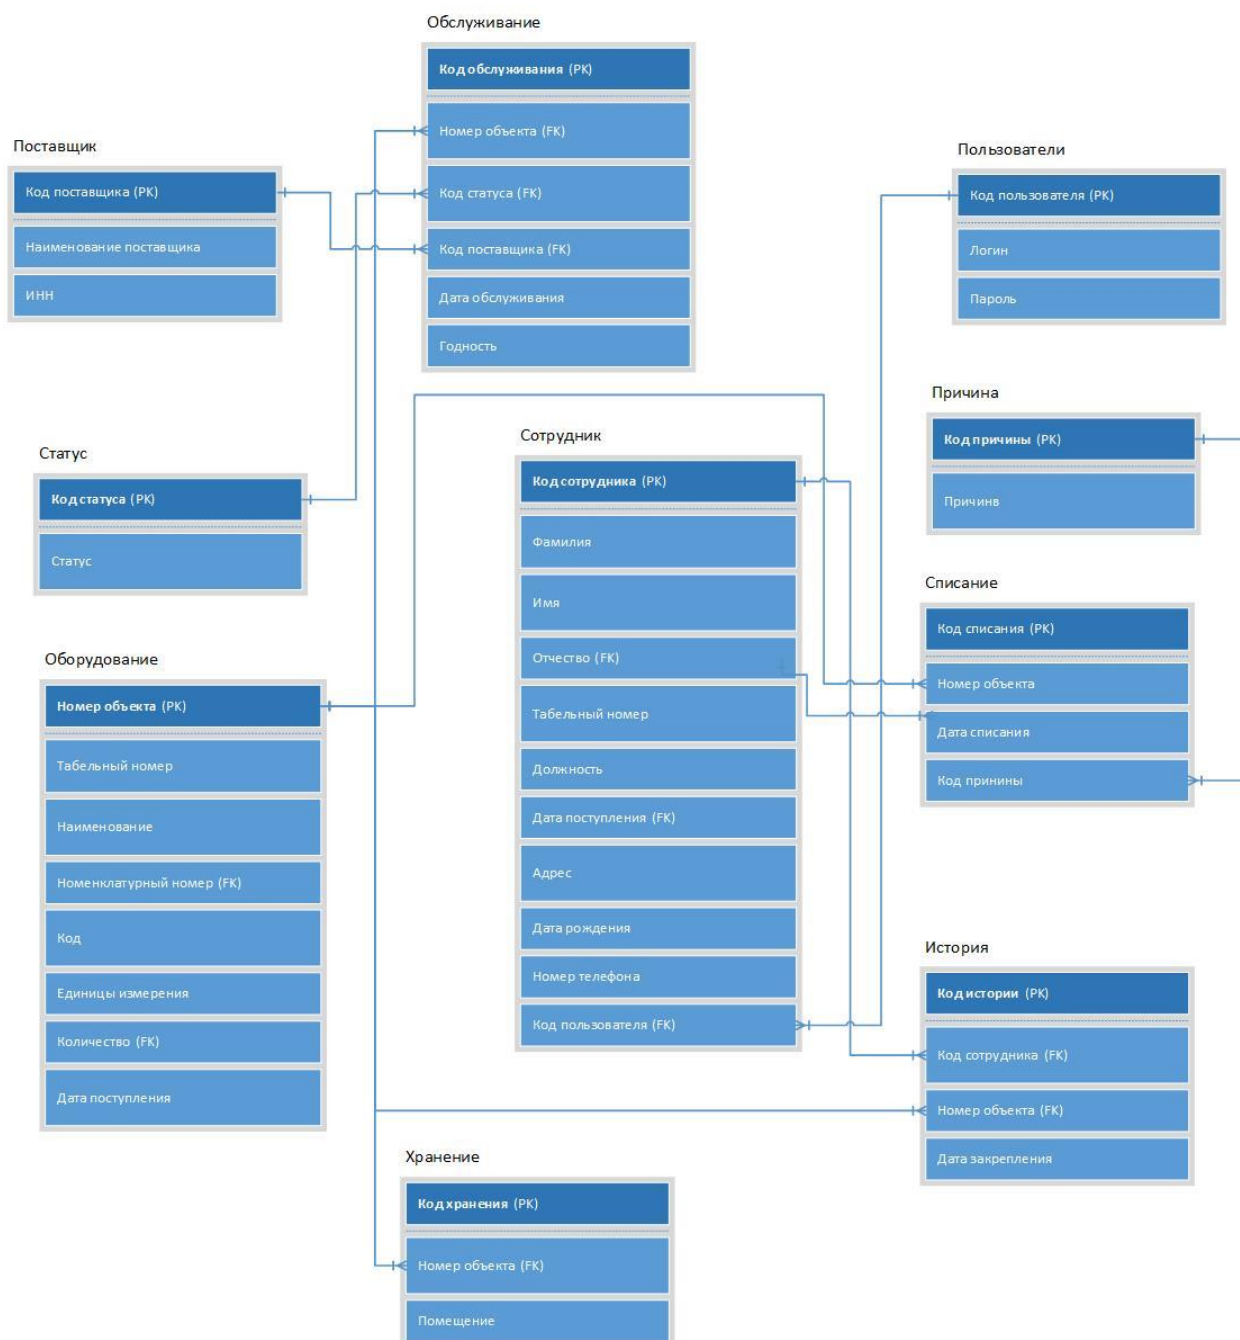 Обслуживание
Код обслуживания (PK)
Номер объекта (FK)
Код статуса (FK)
Код поставщика (FK)
Дата обслуживания
Годность
Поставщик
Код поставщика (PK)
Наименование поставщика
ИНН
Пользователи
Код пользователя (PK)
Логин
Пароль
Причина
Код причины (PK)
Причинв
Статус
Код статуса (PK)
Статус
Сотрудник
Код сотрудника (PK)
Фамилия
Имя
Отчество (FK)
Табельный номер
Должность
Дата поступления (FK)
Адрес
Дата рождения
Номер телефона
Код пользователя (FK)
Списание
Код списания (PK)
Номер объекта
Дата списания
Код принины
Оборудование
Номер объекта (PK)
Табельный номер
Наименование
Номенклатурный номер (FK)
Код
Единицы измерения
Количество (FK)
Дата поступления
История
Код истории (PK)
Код сотрудника (FK)
Номер объекта (FK)
Дата закрепления
Хранение
Код хранения (PK)
Номер объекта (FK)
Помещение